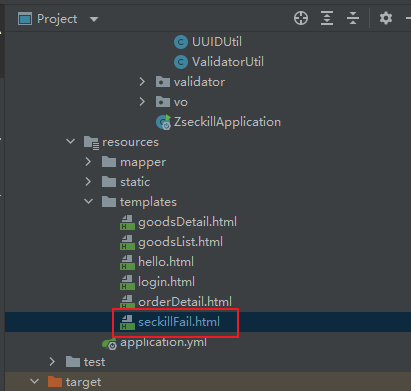 Project
UUIDUtil
ValidatorUtil
validator
vo
ZseckillApplication
resources
mapper
static
templates
goodsDetail.html
goodsList.html
hello.html
login.html
orderDetail.html
seckillFail.html
application.yml
test
target